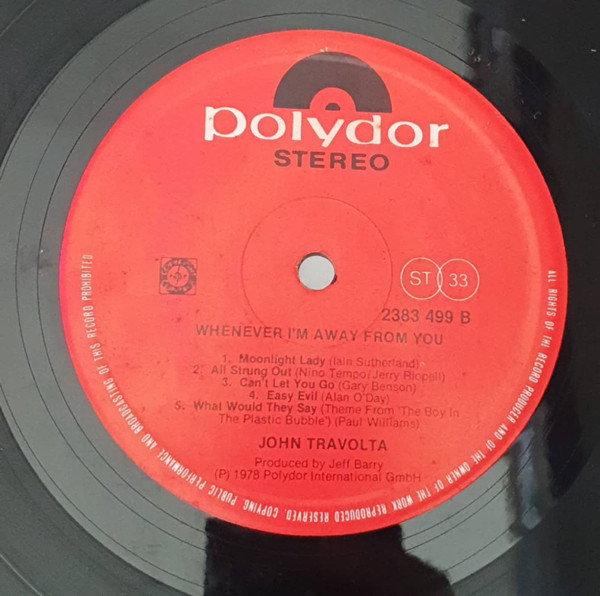 polydor
STEREO
ST 33
2383 499 B
WHENEVER I'M AWAY FROM YOU
1. Moonlight Lady (Iain Sutherland)
2. All Strung Out (Nino Tempo/Jerry Riopell)
3. Can't Let You Go (Gary Benson)
4. Easy Evil (Alan O'Day)
5. What Would They Say (Theme From 'The Boy In
The Plastic Bubble') (Paul Williams)
JOHN TRAVOLTA
Produced by Jeff Barry
(P) 1978 Polydor International GmbH
ALL RIGHTS OF THE RECORD PRODUCER AND OF THE OWNER OF THE WORK REPRODUCED RESERVED. COPYING, PUBLIC PERFORMANCE AND BROADCASTING OF THIS RECORD PROHIBITED